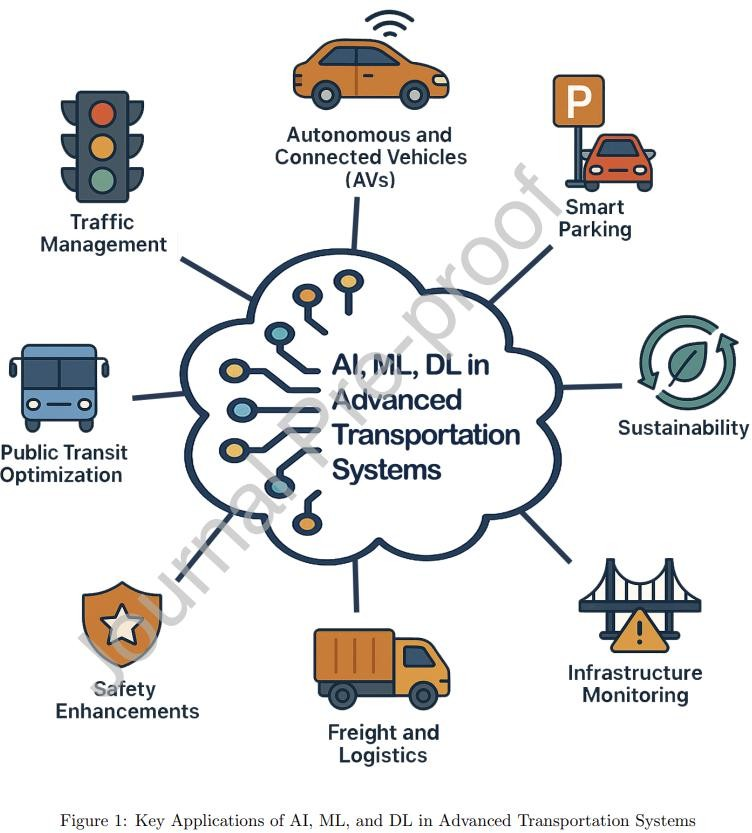 Autonomous and
Connected Vehicles
(AVs)
P
Smart
Parking
Traffic
Management
AI, ML, DL in
Advanced
Transportation
Systems
Sustainability
Public Transit
Optimization
Safety
Enhancements
Freight and
Logistics
Infrastructure
Monitoring
!
Journal Pre-proof
Figure 1: Key Applications of AI, ML, and DL in Advanced Transportation Systems